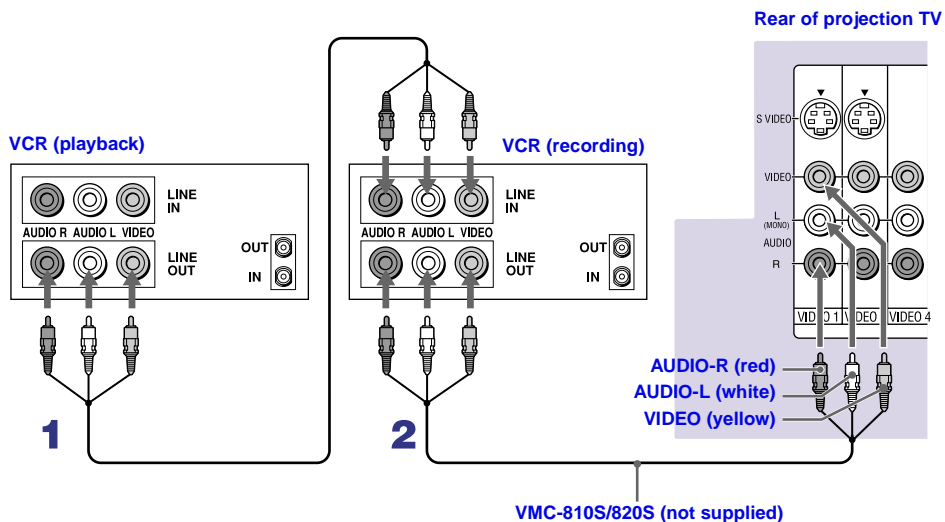 Rear of projection TV
S VIDEO
VIDEO
L
(MONO)
AUDIO
R
VIDEO 1
VIDEO
VIDEO 4
VCR (playback)
LINE
IN
AUDIO R AUDIO L VIDEO
LINE
OUT
OUT
IN
VCR (recording)
LINE
IN
AUDIO R AUDIO L VIDEO
LINE
OUT
OUT
IN
AUDIO-R (red)
AUDIO-L (white)
VIDEO (yellow)
1
2
VMC-810S/820S (not supplied)